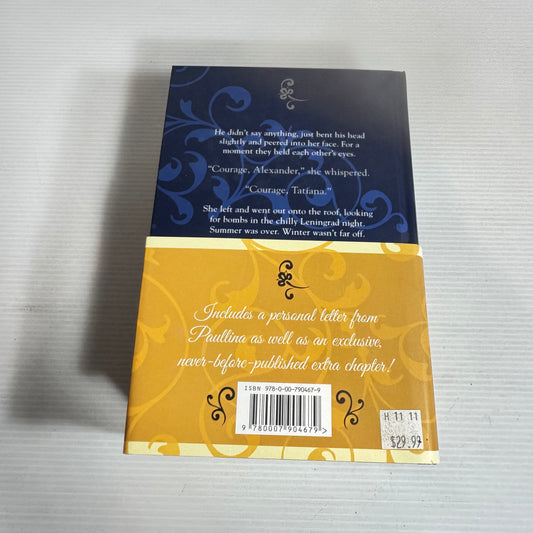 He didn't say anything, just bent his head
slightly and peered into her face. For a
moment they held each other's eyes.
"Courage, Alexander," she whispered.
"Courage, Tatiana."
She left and went out onto the roof, looking
for bombs in the chilly Leningrad night.
Summer was over. Winter wasn't far off.
Includes a personal letter from
Paullina as well as an exclusive,
never-before-published extra chapter!
ISBN 978-0-00-790467-9
9 780007 904679 >
H 11 11
$29.97